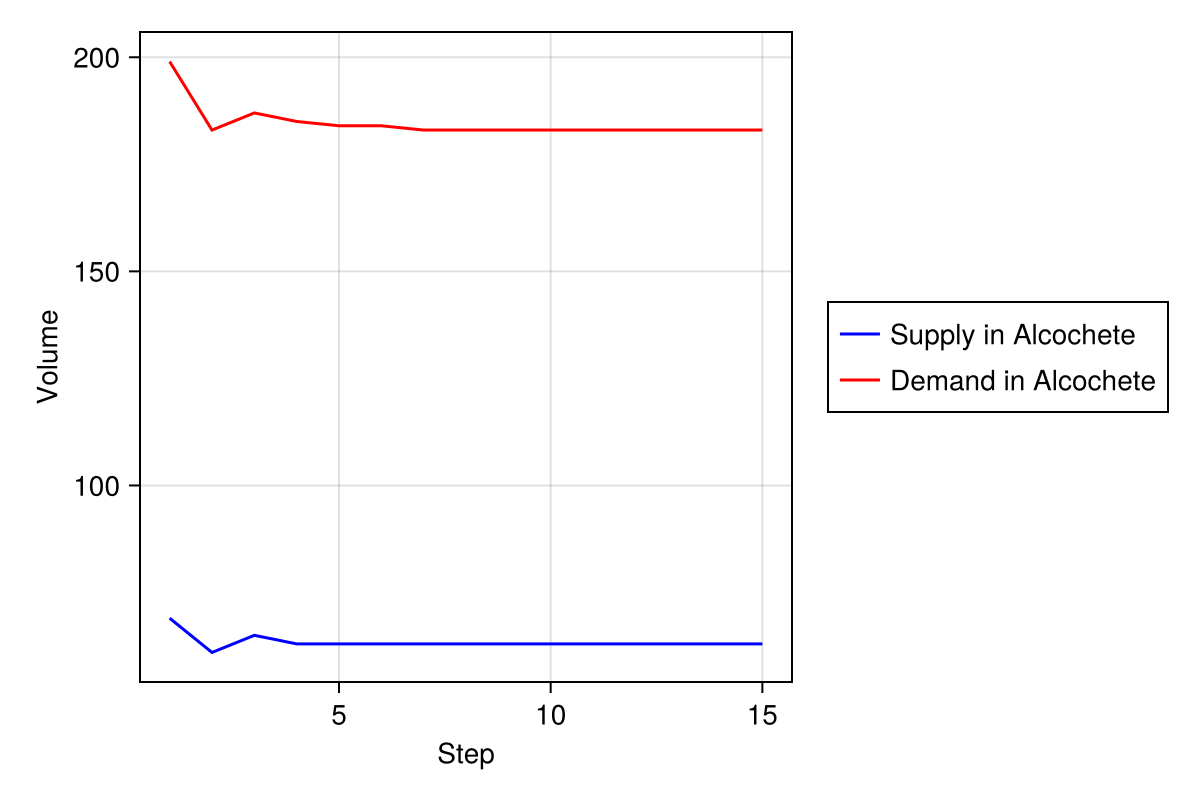 200
150
100
Volume
5 10 15
Step
Supply in Alcochete
Demand in Alcochete